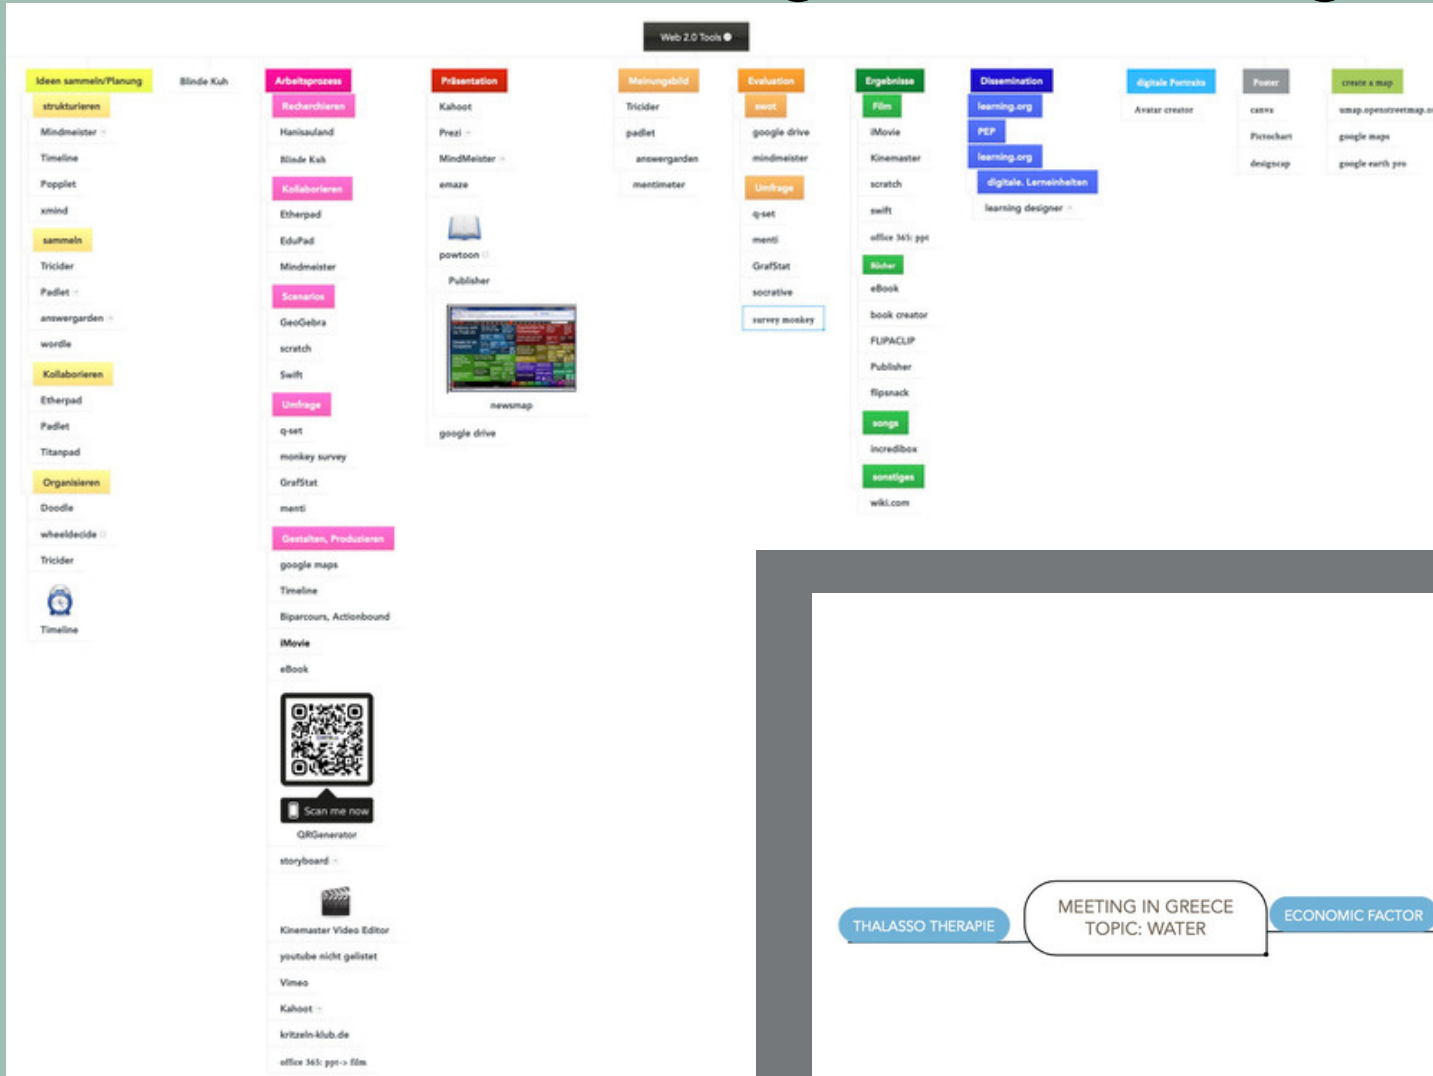 Web 2.0 Tools
Ideen sammeln/Planung
strukturieren
Mindmeister
Timeline
Popplet
xmind
sammeln
Tricider
Padlet
answergarden
wordle
Kollaborieren
Etherpad
Padlet
Titanpad
Organisieren
Doodle
wheeldecide
Tricider
Timeline
Blinde Kuh
Arbeitsprozess
Recherchieren
Hanisauland
Blinde Kuh
Kollaborieren
Etherpad
EduPad
Mindmeister
Scenarios
GeoGebra
scratch
Swift
Umfrage
q-set
monkey survey
GrafStat
menti
Gestalten, Produzieren
google maps
Timeline
Biparcours, Actionbound
iMovie
eBook
Scan me now
QRGenerator
storyboard
Kinemaster Video Editor
youtube nicht gelistet
Vimeo
Kahoot
kritzeln-klub.de
office 365: ppt-> film
Präsentation
Kahoot
Prezi
MindMeister
emaze
powtoon
Publisher
newsmap
google drive
Meinungsbild
Tricider
padlet
answergarden
mentimeter
Evaluation
swot
google drive
mindmeister
Umfrage
q-set
menti
GrafStat
socrative
survey monkey
Ergebnisse
Film
iMovie
Kinemaster
scratch
swift
office 365: ppt
Bücher
eBook
book creator
FLIPACLIP
Publisher
flipsnack
songs
incredibox
sonstiges
wiki.com
Dissemination
learning.org
PEP
learning.org
digitale. Lerneinheiten
learning designer
digitale Portraits
Avatar creator
Poster
canva
Pictochart
designcap
create a map
umap.openstreetmap.o
google maps
google earth pro
THALASSO THERAPIE
MEETING IN GREECE
TOPIC: WATER
ECONOMIC FACTOR